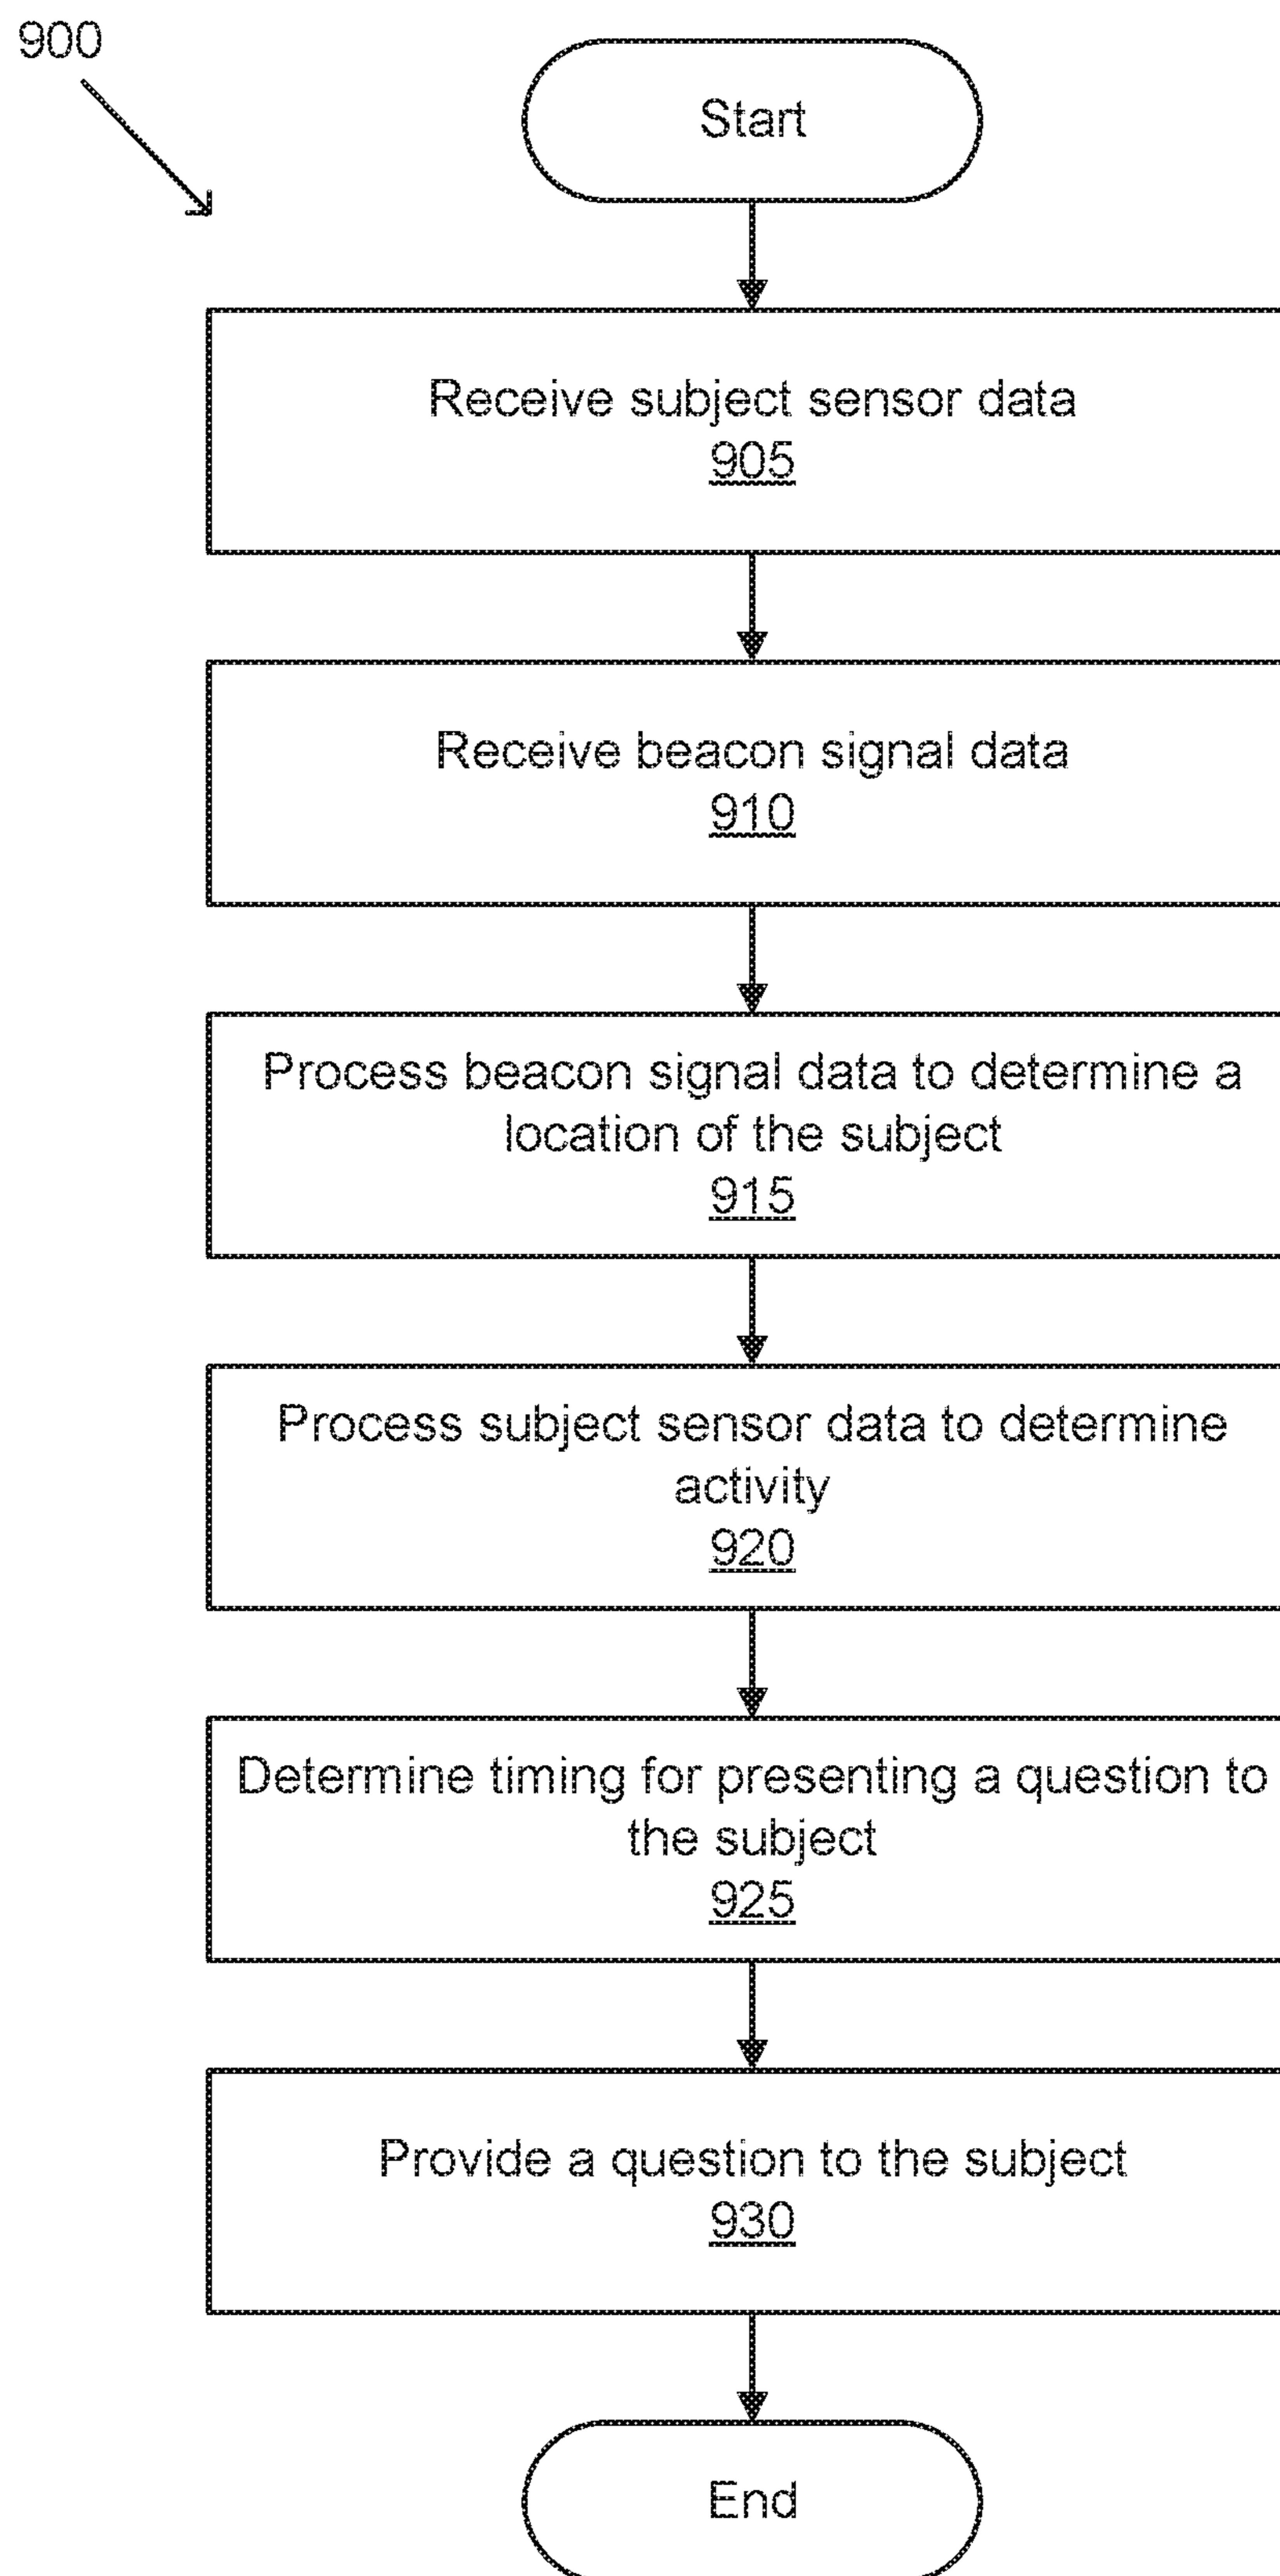 900
Start
Receive subject sensor data
905
Receive beacon signal data
910
Process beacon signal data to determine a
location of the subject
915
Process subject sensor data to determine
activity
920
Determine timing for presenting a question to
the subject
925
Provide a question to the subject
930
End